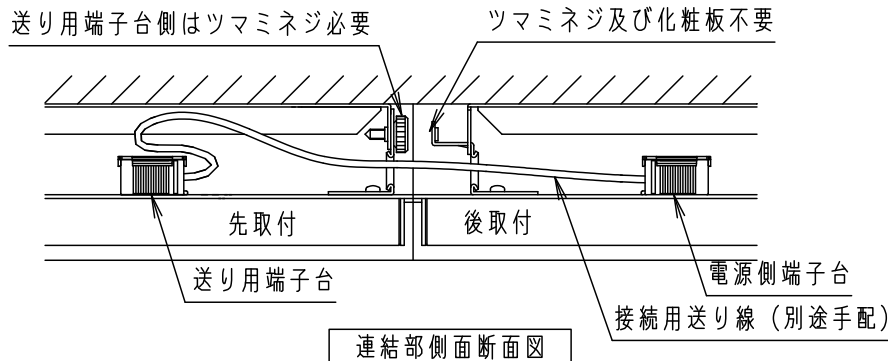 送り用端子台側はツマミネジ必要
ツマミネジ及び化粧板不要
先取付
後取付
送り用端子台
電源側端子台
接続用送り線（別途手配）
連結部側面断面図